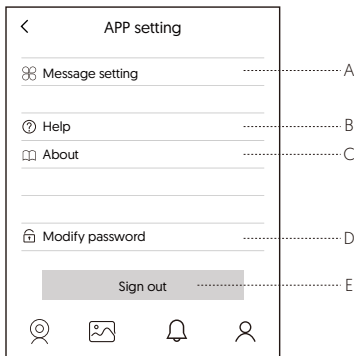 APP setting
Message setting A
Help B
About C
Modify password D
Sign out E